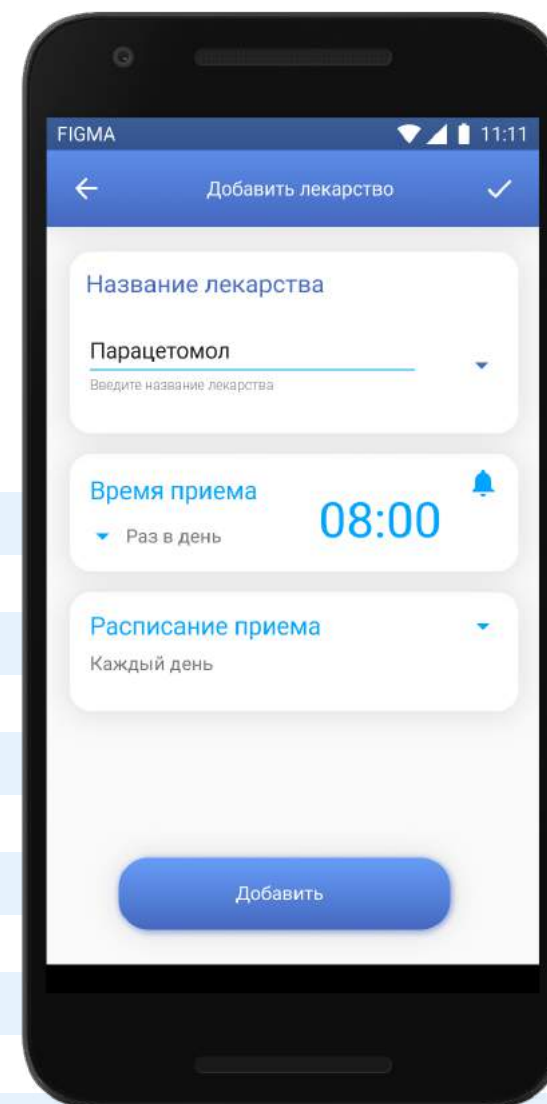 FIGMA 11:11
Добавить лекарство
Название лекарства
Парацетомол
Введите название лекарства
Время приема
08:00
Раз в день
Расписание приема
Каждый день
Добавить